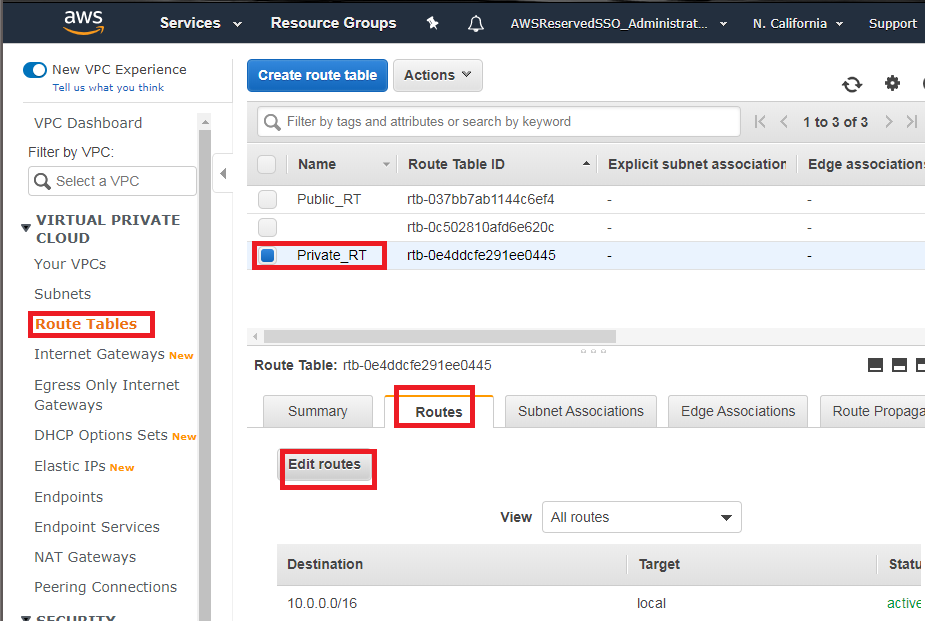 aws
Services
Resource Groups
AWSReservedSSO_Administrat...
N. California
Support
New VPC Experience
Tell us what you think
VPC Dashboard
Filter by VPC:
Select a VPC
VIRTUAL PRIVATE
CLOUD
Your VPCs
Subnets
Route Tables
Internet Gateways New
Egress Only Internet
Gateways
DHCP Options Sets New
Elastic IPs New
Endpoints
Endpoint Services
NAT Gateways
Peering Connections
SECURITY
Create route table
Actions
Filter by tags and attributes or search by keyword
1 to 3 of 3
Name
Route Table ID
Explicit subnet association
Edge associations
Public_RT
rtb-037bb7ab1144c6ef4
-
-
rtb-0c502810afd6e620c
-
-
Private_RT
rtb-0e4ddcfe291ee0445
-
-
Route Table: rtb-0e4ddcfe291ee0445
Summary
Routes
Subnet Associations
Edge Associations
Route Propaga
Edit routes
View
All routes
Destination
Target
Statu
10.0.0.0/16
local
active